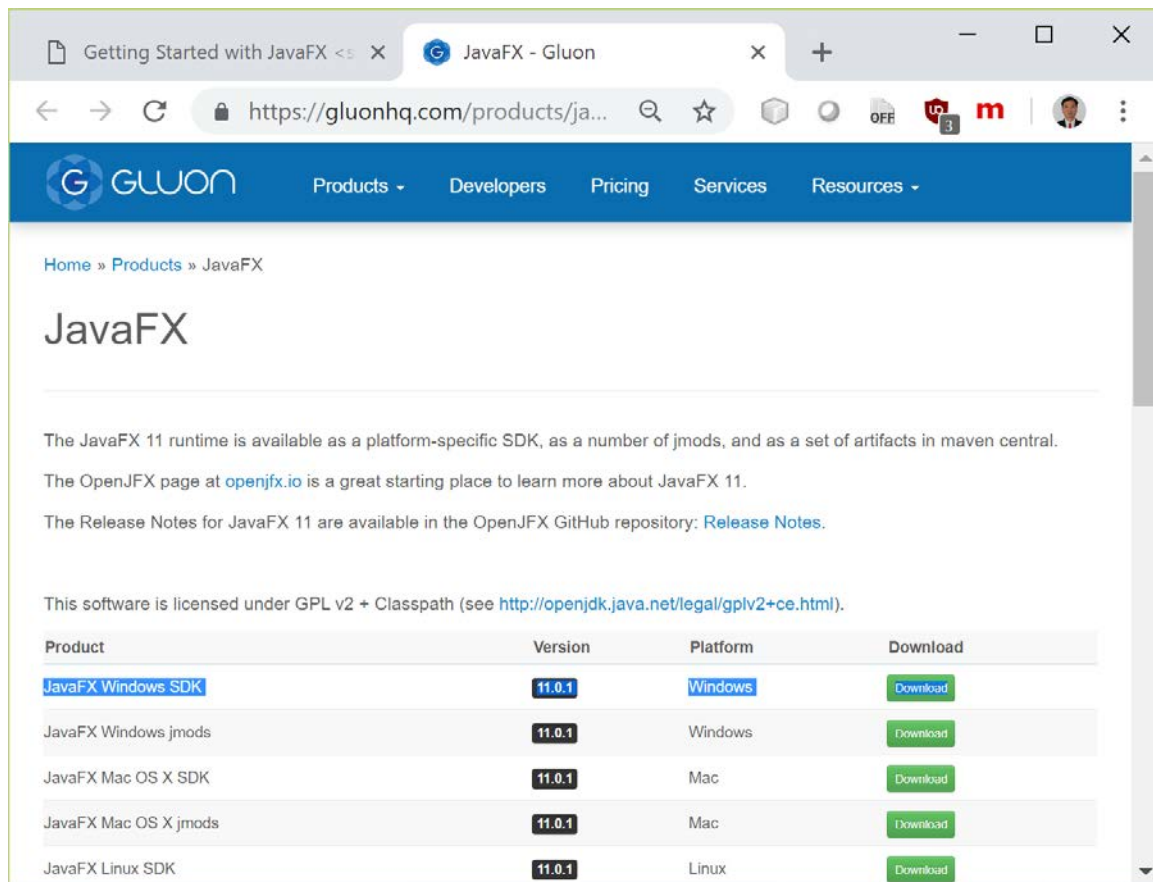 Getting Started with JavaFX <s
JavaFX - Gluon
https://gluonhq.com/products/ja...
OFF
3
m
G GLUON
Products
Developers
Pricing
Services
Resources
Home » Products » JavaFX
JavaFX
The JavaFX 11 runtime is available as a platform-specific SDK, as a number of jmods, and as a set of artifacts in maven central.
The OpenJFX page at openjfx.io is a great starting place to learn more about JavaFX 11.
The Release Notes for JavaFX 11 are available in the OpenJFX GitHub repository: Release Notes.
This software is licensed under GPL v2 + Classpath (see http://openjdk.java.net/legal/gplv2+ce.html).
Product Version Platform Download
JavaFX Windows SDK 11.0.1 Windows Download
JavaFX Windows jmods 11.0.1 Windows Download
JavaFX Mac OS X SDK 11.0.1 Mac Download
JavaFX Mac OS X jmods 11.0.1 Mac Download
JavaFX Linux SDK 11.0.1 Linux Download